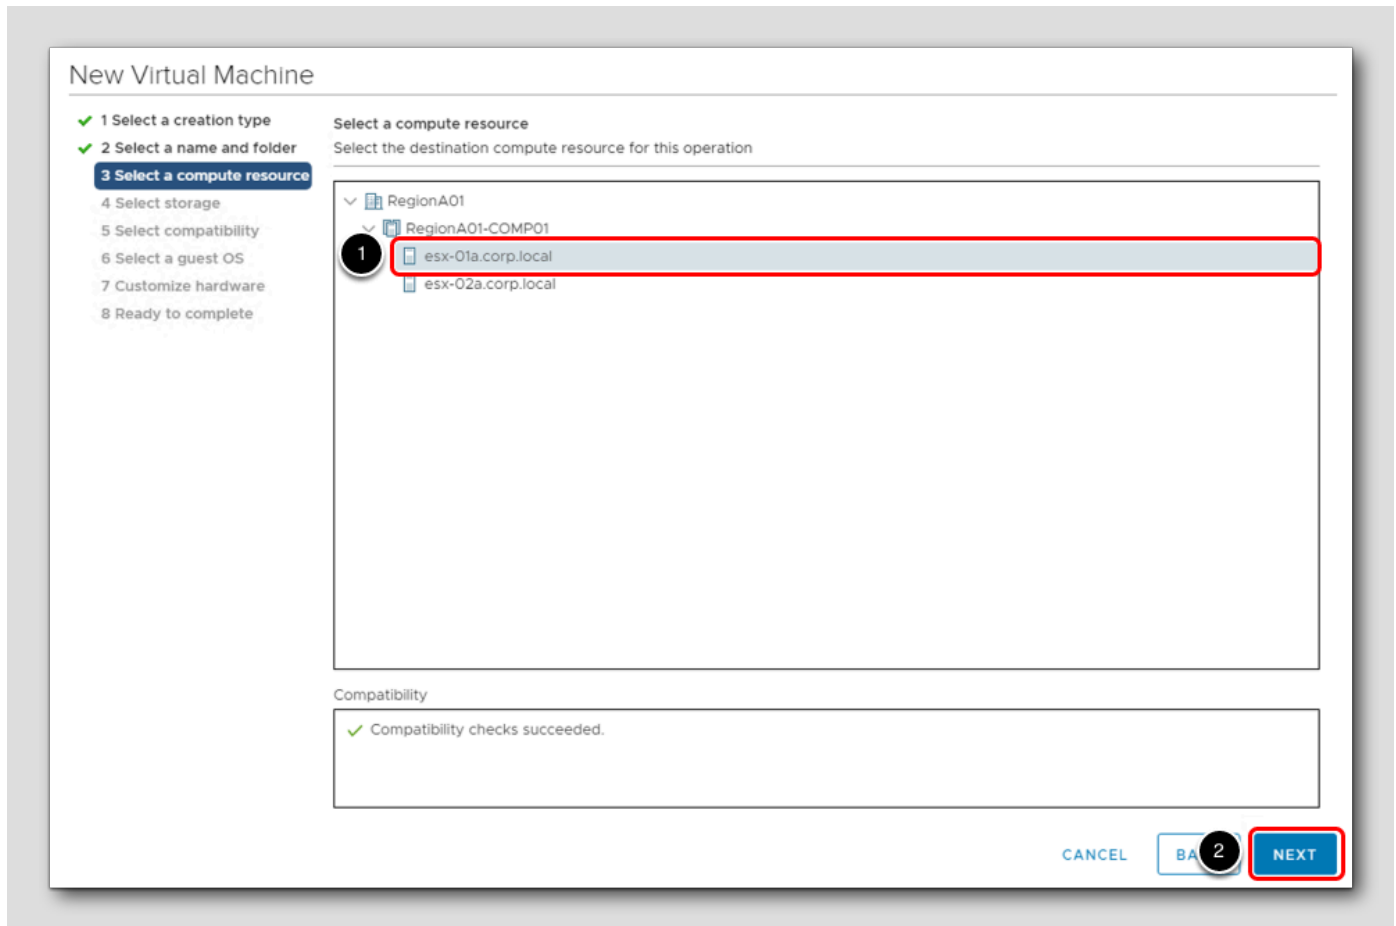 New Virtual Machine
1 Select a creation type
2 Select a name and folder
3 Select a compute resource
4 Select storage
5 Select compatibility
6 Select a guest OS
7 Customize hardware
8 Ready to complete
Select a compute resource
Select the destination compute resource for this operation
RegionA01
RegionA01-COMP01
1
esx-01a.corp.local
esx-02a.corp.local
Compatibility
Compatibility checks succeeded.
CANCEL
BA
2
NEXT